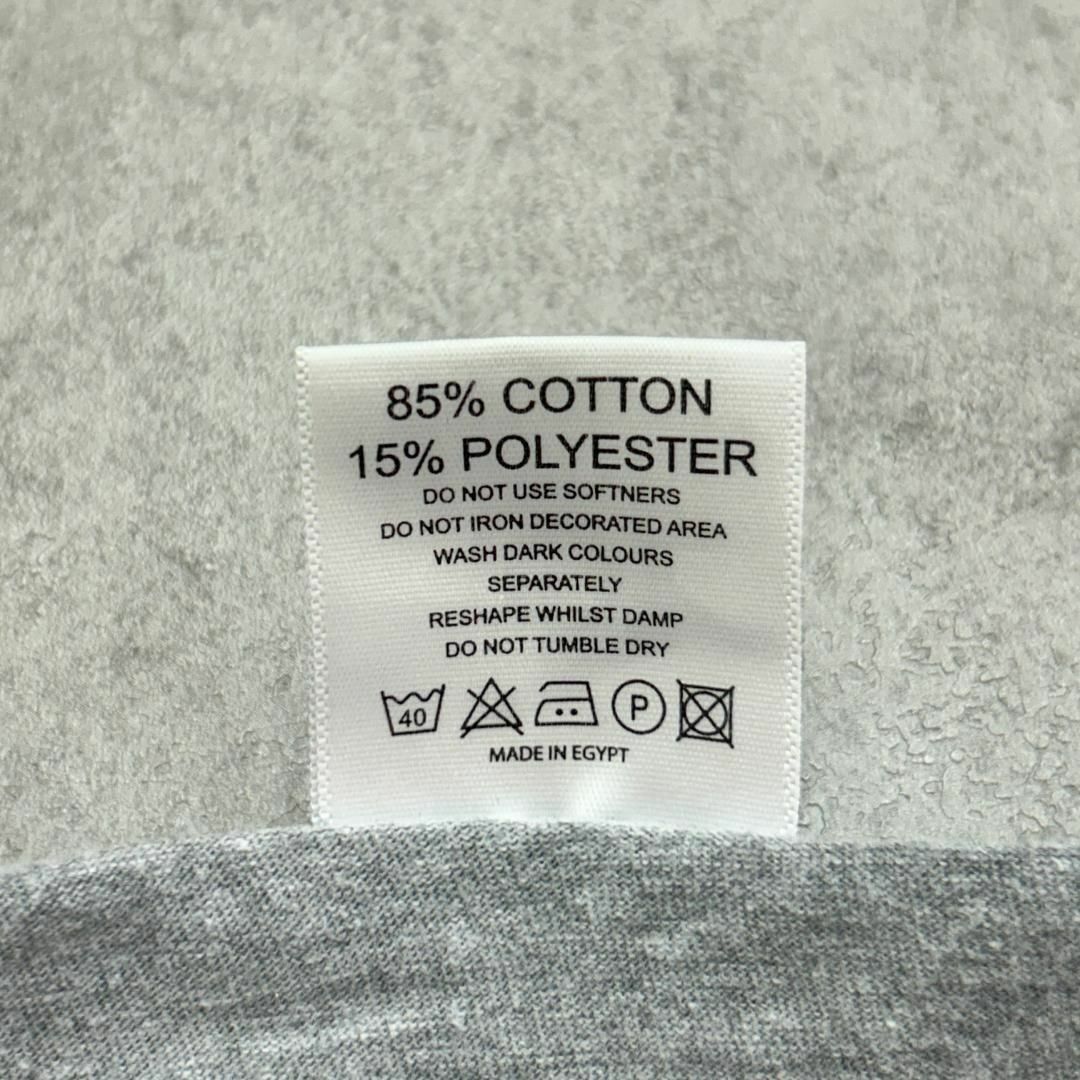 85% COTTON
15% POLYESTER
DO NOT USE SOFTNERS
DO NOT IRON DECORATED AREA
WASH DARK COLOURS
SEPARATELY
RESHAPE WHILST DAMP
DO NOT TUMBLE DRY
40 P
MADE IN EGYPT